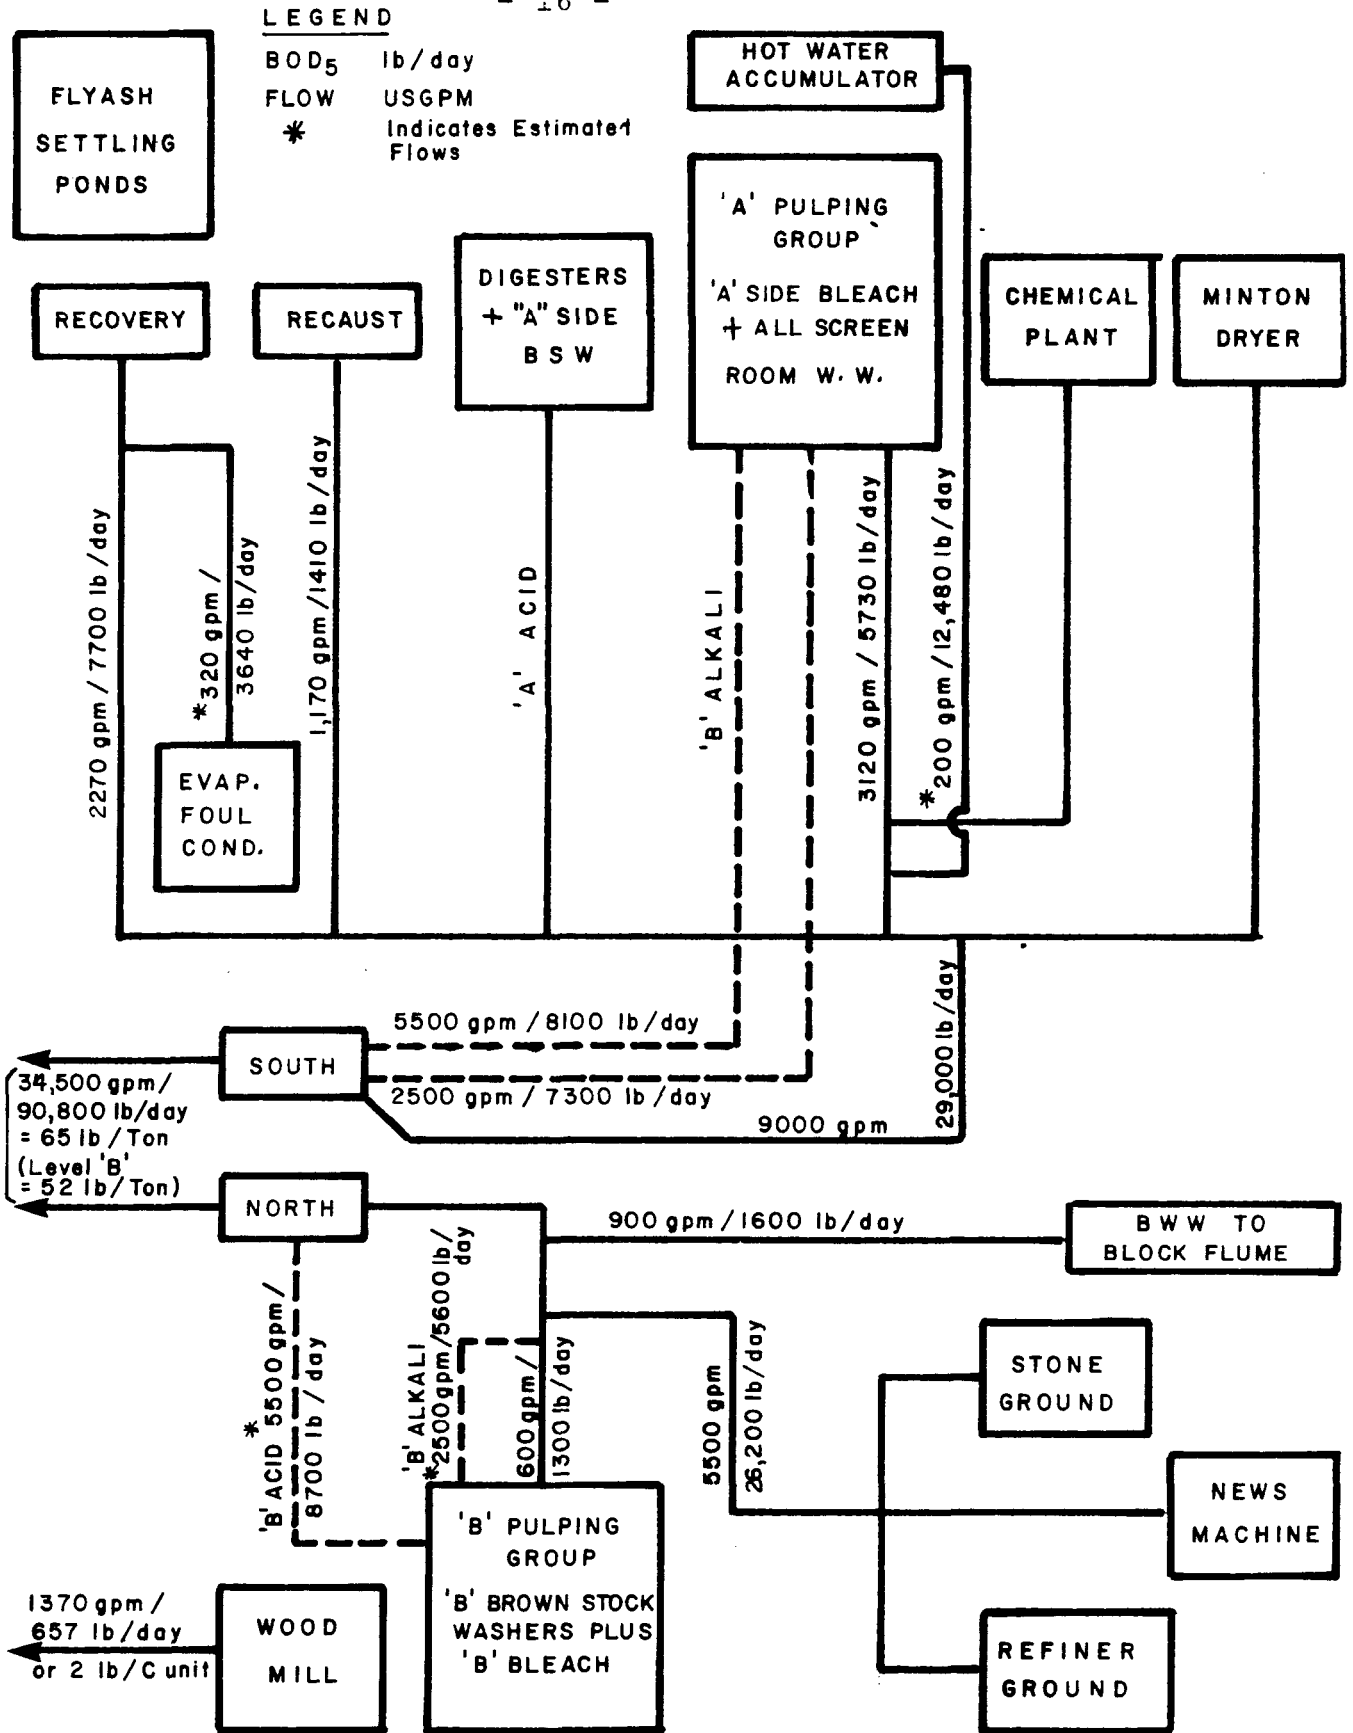 - 16 -
LEGEND
BOD5 lb/day
FLOW USGPM
* Indicates Estimated
Flows
FLYASH
SETTLING
PONDS
HOT WATER
ACCUMULATOR
'A' PULPING
GROUP
'A' SIDE BLEACH
+ ALL SCREEN
ROOM W. W.
DIGESTERS
+ "A" SIDE
BSW
CHEMICAL
PLANT
MINTON
DRYER
RECOVERY
RECAUST
2270 gpm / 7700 lb/day
*320 gpm /
3640 lb/day
1,170 gpm /1410 lb/day
'A' ACID
'B' ALKALI
3120 gpm / 5730 lb/day
*200 gpm /12,480 lb/day
EVAP.
FOUL
COND.
5500 gpm /8100 lb/day
SOUTH
2500 gpm / 7300 lb/day
9000 gpm
29,000 lb/day
34,500 gpm/
90,800 lb/day
= 65 lb / Ton
(Level 'B'
= 52 lb/Ton)
NORTH
900 gpm /1600 lb/day
BWW TO
BLOCK FLUME
'B' ACID *5500 gpm /
8700 lb / day
'B' ALKALI
*2500gpm/5600 lb/
day
600 gpm /
1300 lb/day
5500 gpm
26,200 lb/day
STONE
GROUND
NEWS
MACHINE
REFINER
GROUND
'B' PULPING
GROUP
'B' BROWN STOCK
WASHERS PLUS
'B' BLEACH
1370 gpm /
657 lb/day
or 2 lb/C unit
WOOD
MILL